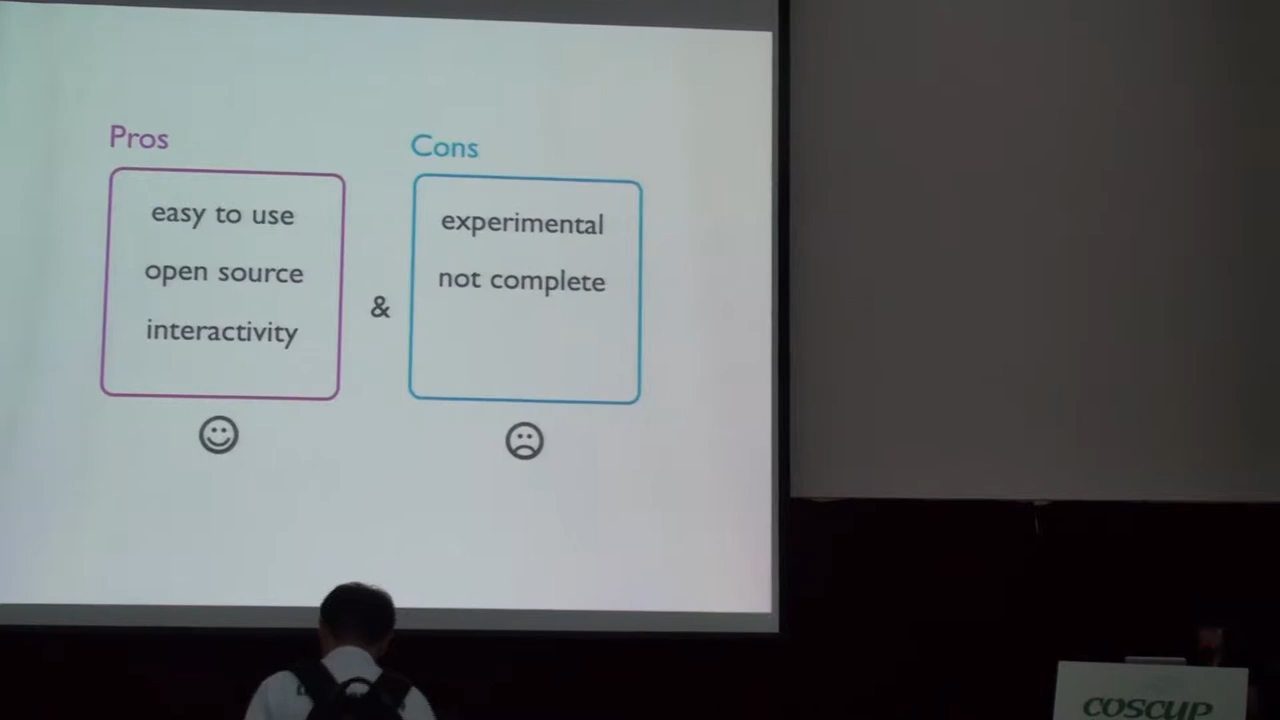 Pros
easy to use
open source
interactivity
&
Cons
experimental
not complete
COSCUP